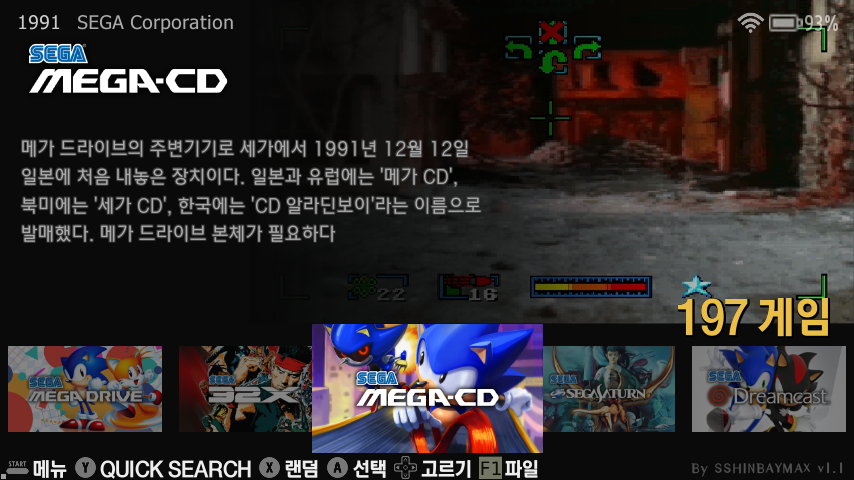 1991 SEGA Corporation
93%
SEGA
MEGA-CD
메가 드라이브의 주변기기로 세가에서 1991년 12월 12일
일본에 처음 내놓은 장치이다. 일본과 유럽에는 '메가 CD',
북미에는 '세가 CD', 한국에는 'CD 알라딘보이'라는 이름으로
발매했다. 메가 드라이브 본체가 필요하다
22
16
197 게임
SEGA
MEGA DRIVE
SEGA
32X
SEGA
MEGA-CD
SEGA
SEGA SATURN
SEGA
Dreamcast
START 메뉴 Y QUICK SEARCH X 랜덤 A 선택 고르기 F1 파일
By SSHINBAYMAX v1.1